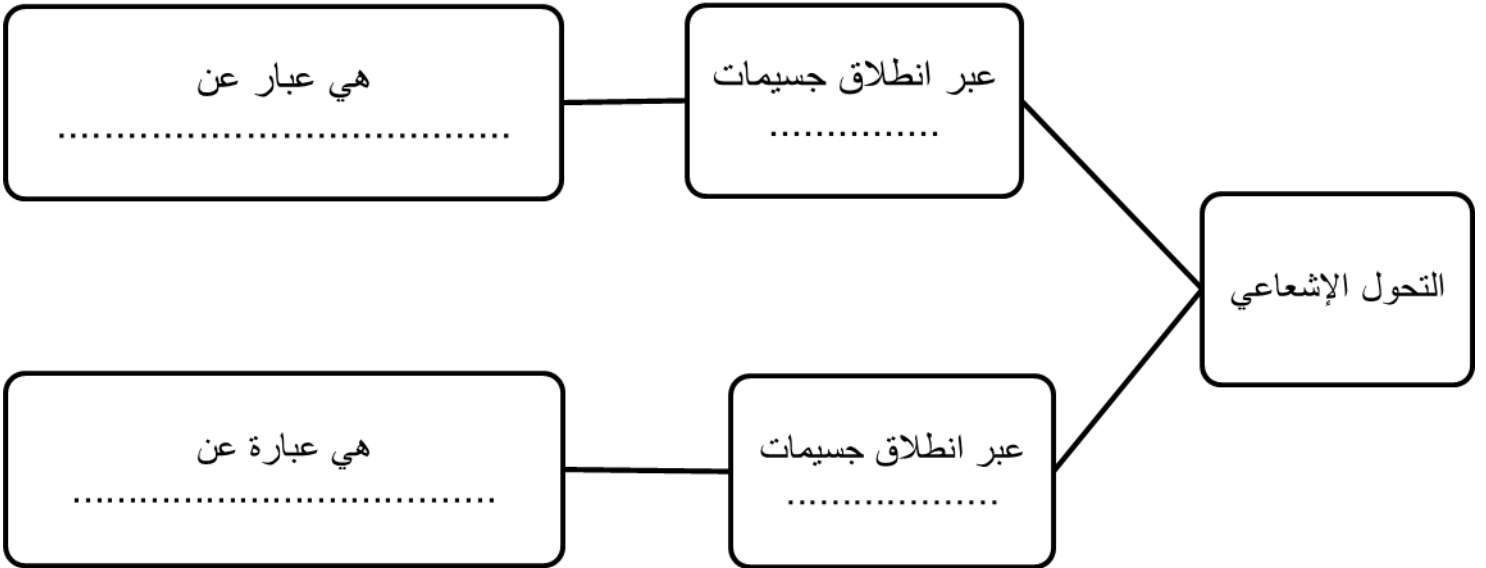 التحول الإشعاعي
عبر انطلاق جسيمات
...............
هي عبار عن
.......................................
عبر انطلاق جسيمات
...................
هي عبارة عن
......................................